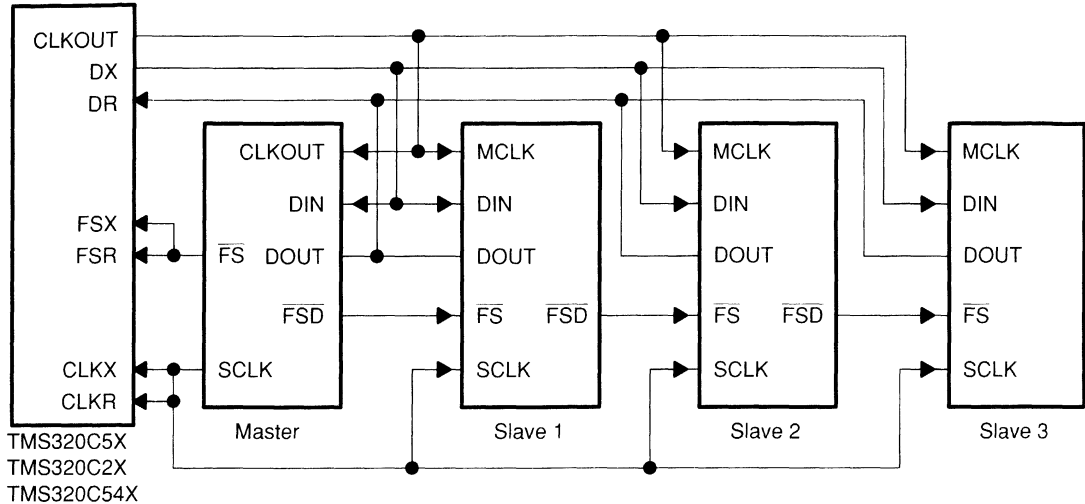 CLKOUT
DX
DR
FSX
FSR
CLKX
CLKR
TMS320C5X
TMS320C2X
TMS320C54X
CLKOUT
DIN
FS DOUT
FSD
SCLK
Master
MCLK
DIN
DOUT
FS FSD
SCLK
Slave 1
MCLK
DIN
DOUT
FS FSD
SCLK
Slave 2
MCLK
DIN
DOUT
FS
SCLK
Slave 3